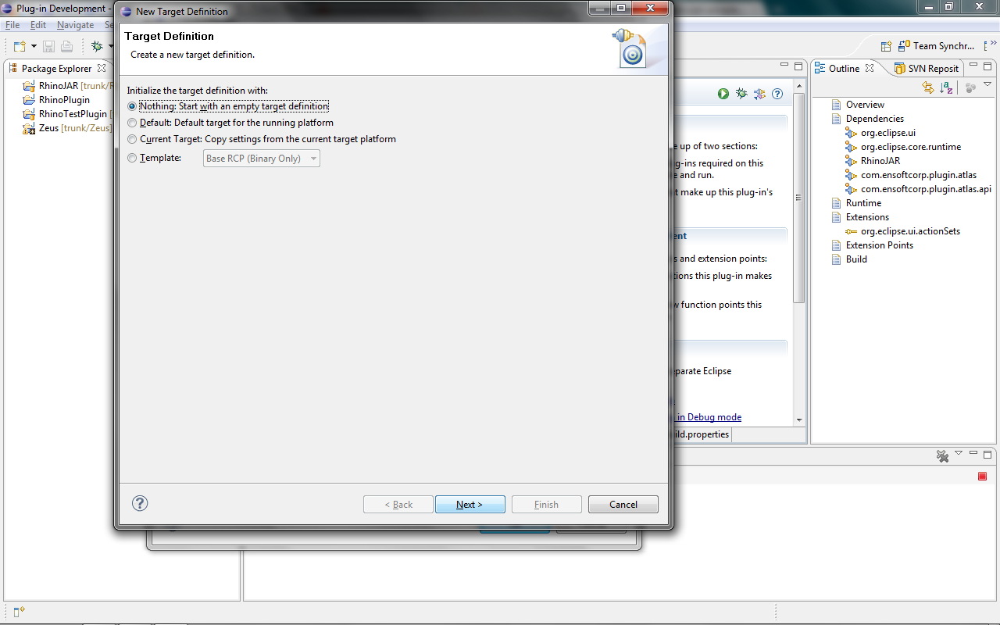 Plug-in Development -
File Edit Navigate
New Target Definition
Target Definition
Create a new target definition.
Initialize the target definition with:
Nothing: Start with an empty target definition
Default: Default target for the running platform
Current Target: Copy settings from the current target platform
Template: Base RCP (Binary Only)
< Back Next > Finish Cancel
Package Explorer
RhinoJAR [trunk/R
RhinoPlugin
RhinoTestPlugin [
Zeus [trunk/Zeus]
Team Synchr...
e up of two sections:
g-ins required on this
e and run.
t make up this plug-in's
ent
s and extension points:
tions this plug-in makes
w function points this
parate Eclipse
in Debug mode
ild.properties
Outline SVN Reposit
Overview
Dependencies
org.eclipse.ui
org.eclipse.core.runtime
RhinoJAR
com.ensoftcorp.plugin.atlas
com.ensoftcorp.plugin.atlas.api
Runtime
Extensions
org.eclipse.ui.actionSets
Extension Points
Build